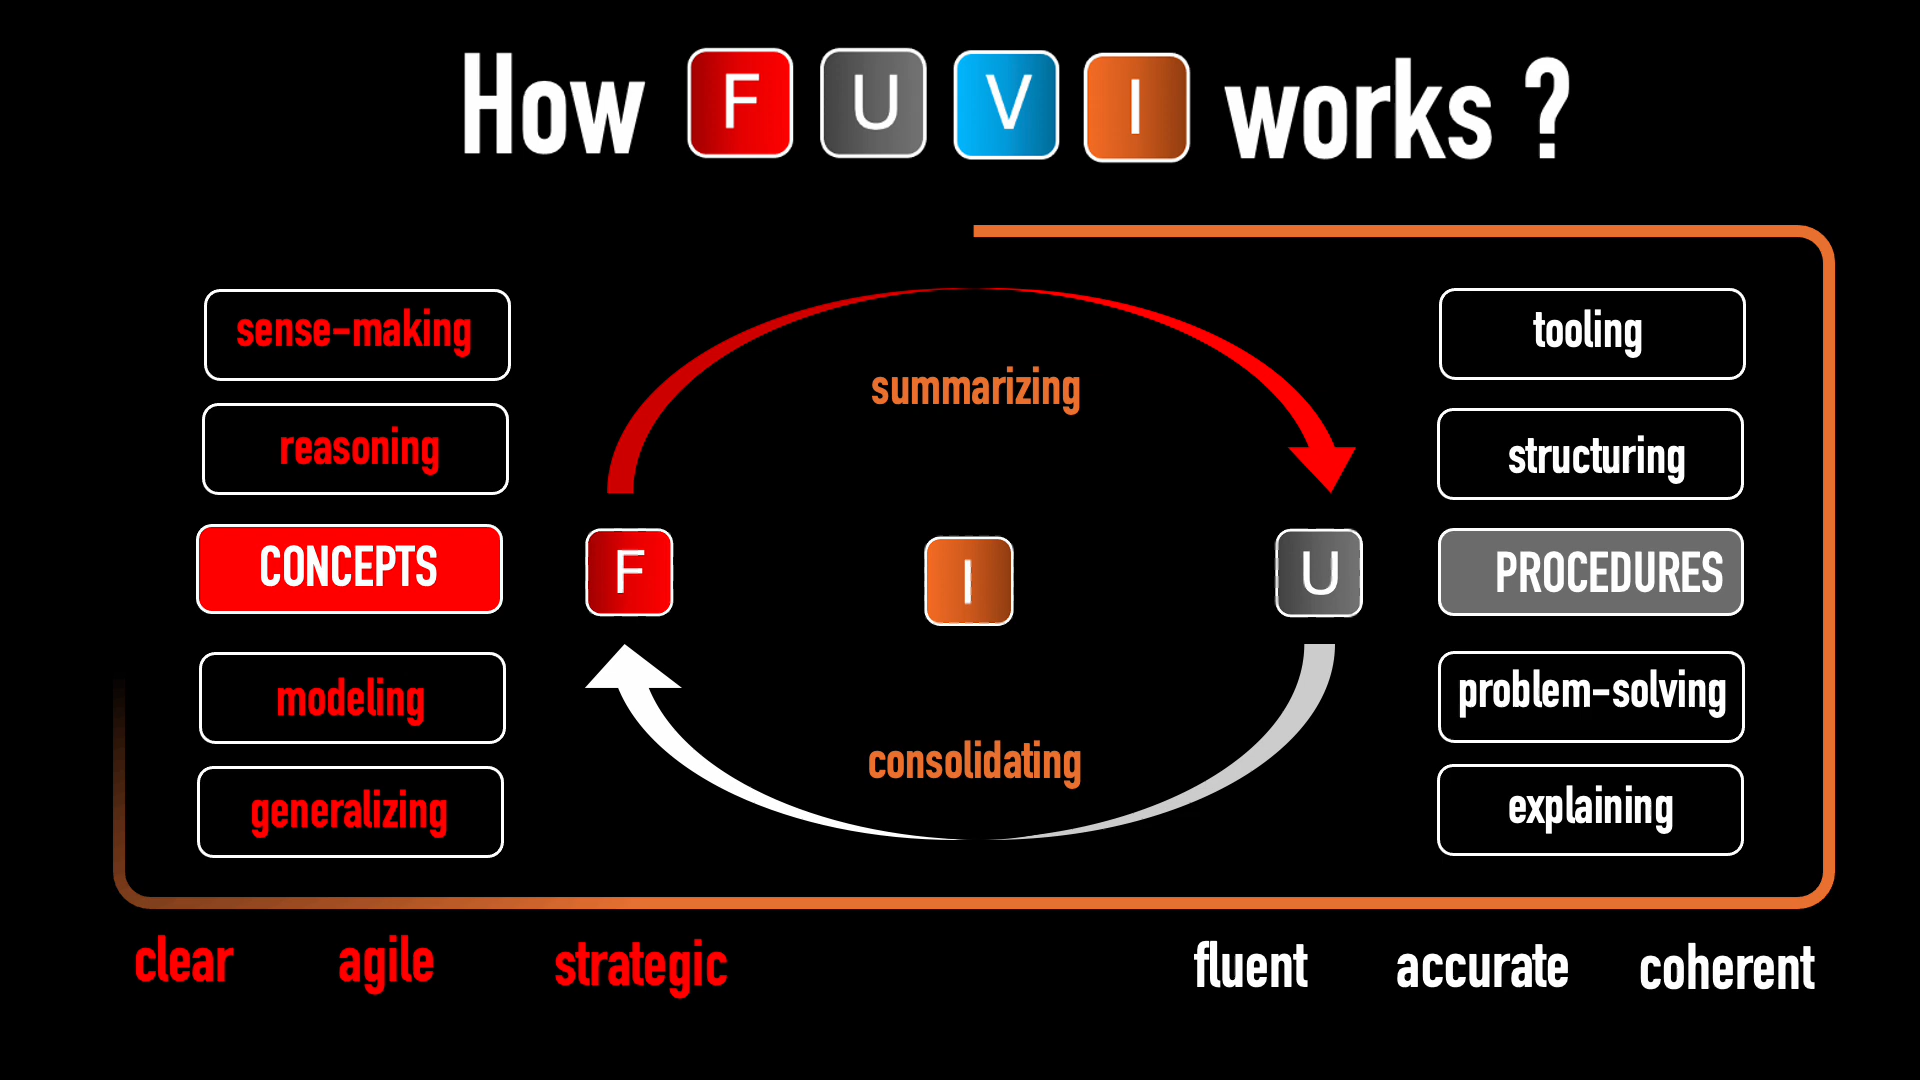 How F U V I works ?
sense-making
reasoning
CONCEPTS
modeling
generalizing
F
summarizing
I
consolidating
U
tooling
structuring
PROCEDURES
problem-solving
explaining
clear agile strategic
fluent accurate coherent